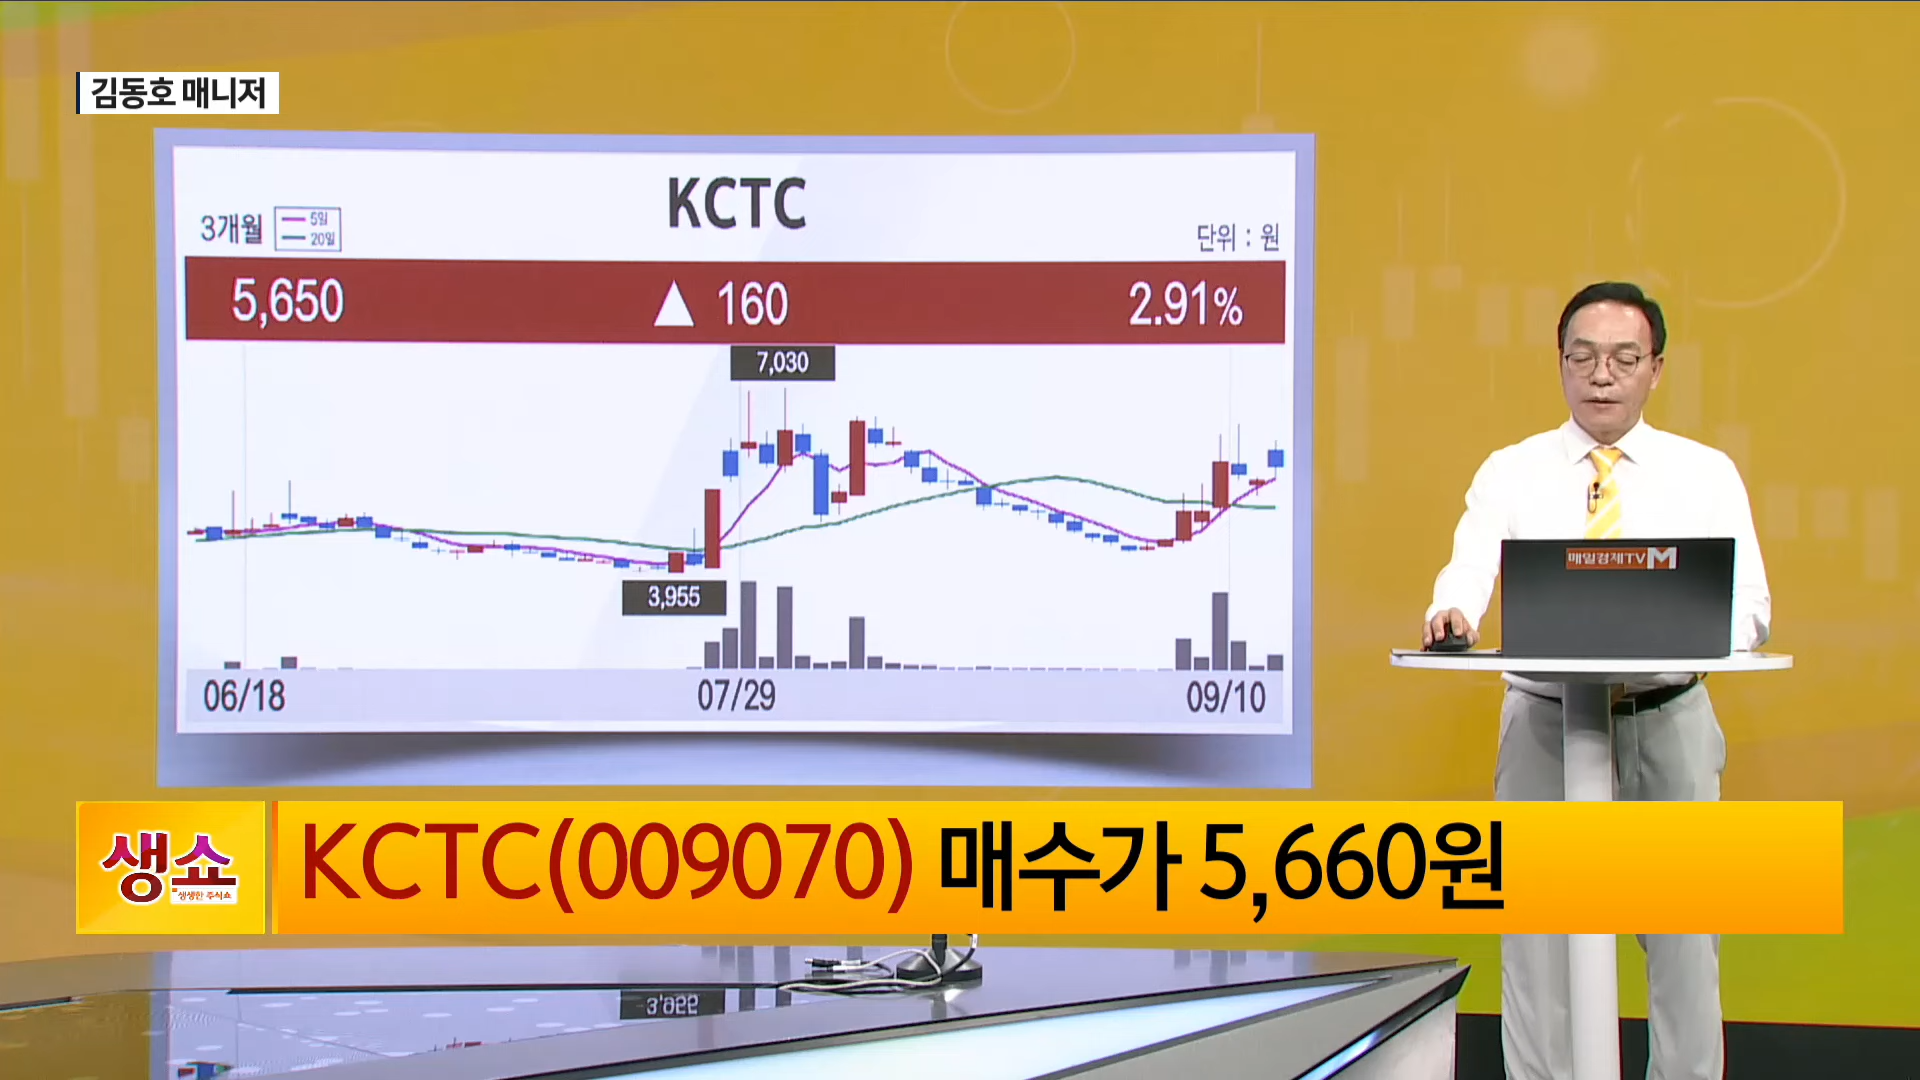 김동호 매니저
KCTC
3개월
5일
20일
단위 : 원
5,650 ▲ 160 2.91%
7,030
3,955
06/18 07/29 09/10
매일경제TV M
생쇼
생생한 주식쇼
KCTC(009070) 매수가 5,660원